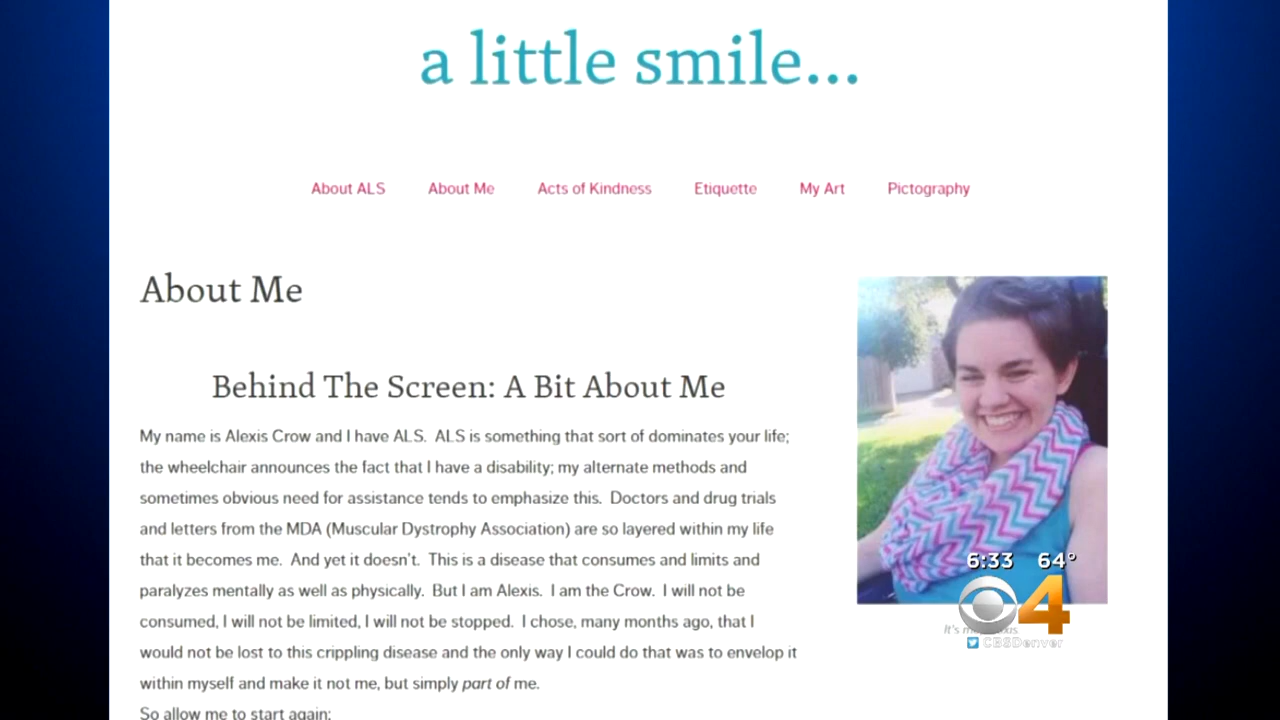 a little smile...
About ALS About Me Acts of Kindness Etiquette My Art Pictography
About Me
Behind The Screen: A Bit About Me
My name is Alexis Crow and I have ALS. ALS is something that sort of dominates your life;
the wheelchair announces the fact that I have a disability; my alternate methods and
sometimes obvious need for assistance tends to emphasize this. Doctors and drug trials
and letters from the MDA (Muscular Dystrophy Association) are so layered within my life
that it becomes me. And yet it doesn't. This is a disease that consumes and limits and
paralyzes mentally as well as physically. But I am Alexis. I am the Crow. I will not be
consumed, I will not be limited, I will not be stopped. I chose, many months ago, that I
would not be lost to this crippling disease and the only way I could do that was to envelop it
within myself and make it not me, but simply part of me.
So allow me to start again:
6:33 64°
4
It's
CBSDenver